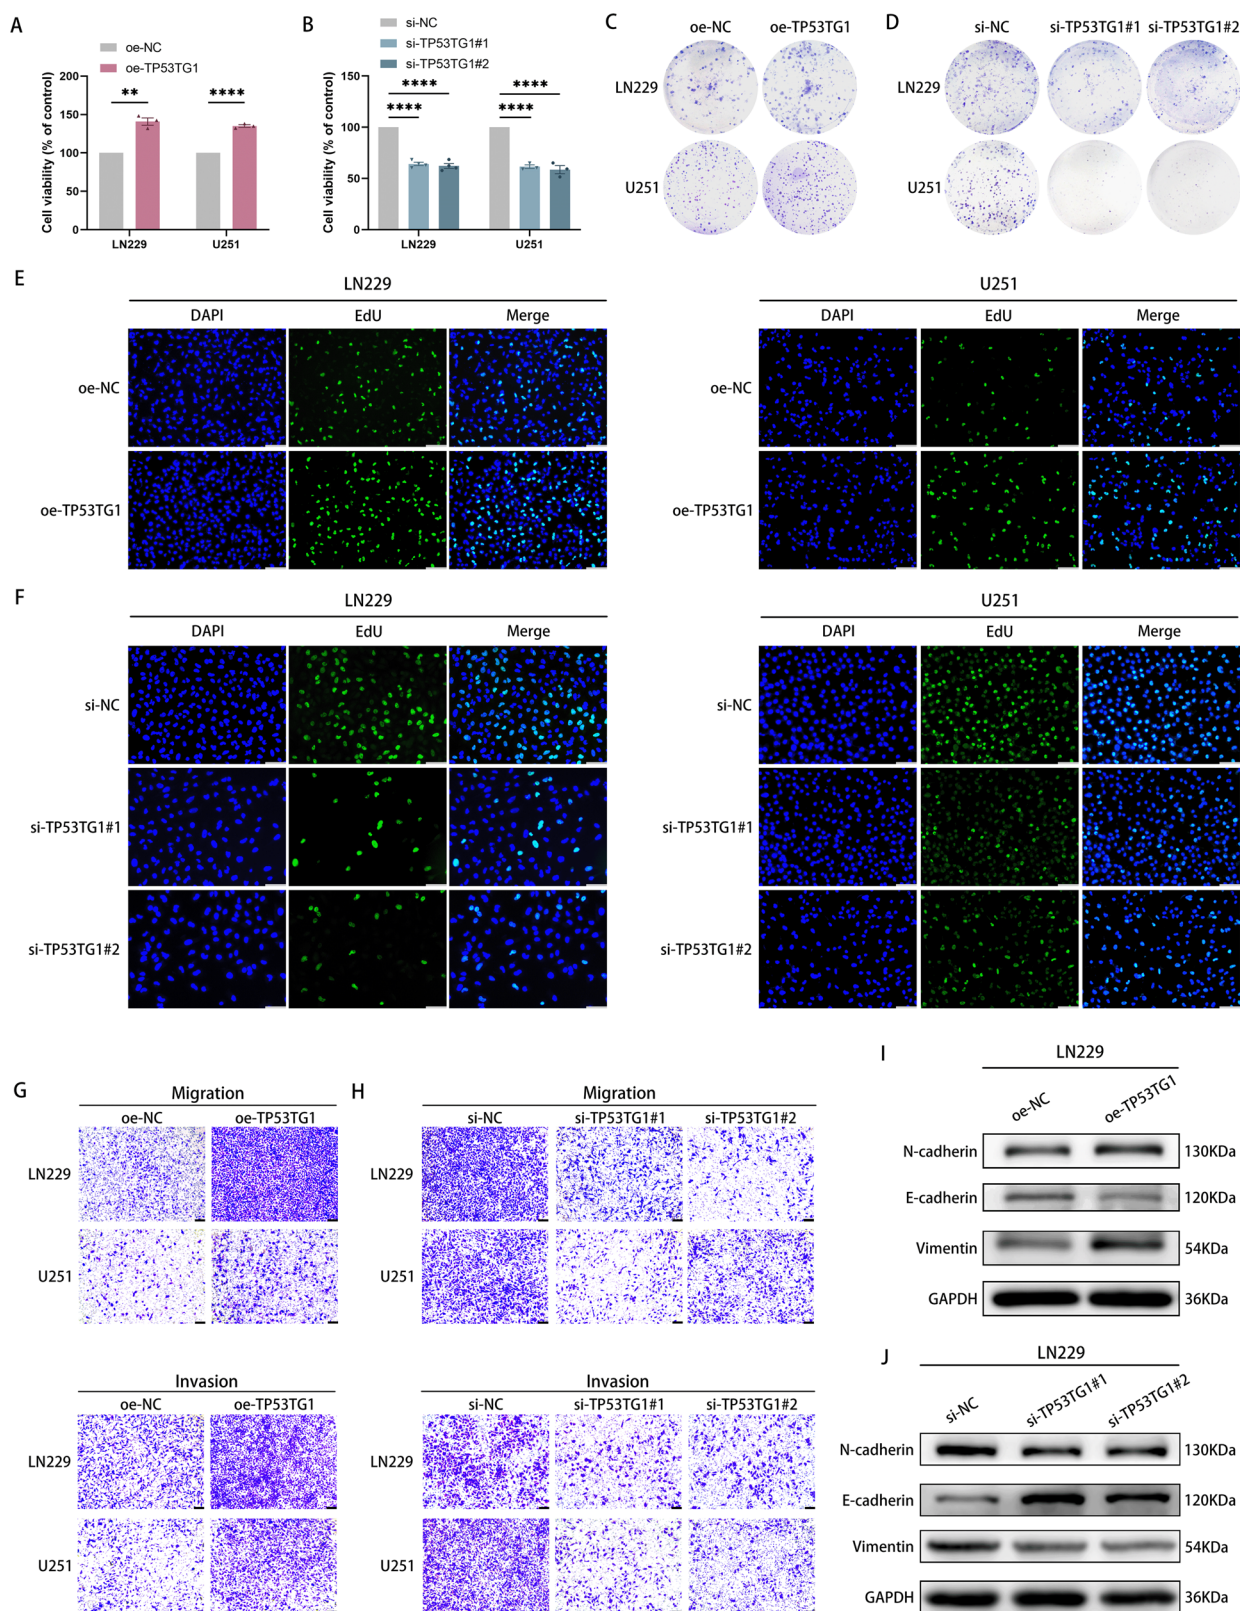 A
oe-NC
oe-TP53TG1
Cell viability (% of control)
200
150
100
50
0
**
****
LN229
U251
B
si-NC
si-TP53TG1#1
si-TP53TG1#2
Cell viability (% of control)
150
100
50
0
****
****
****
****
LN229
U251
C
oe-NC
oe-TP53TG1
LN229
U251
D
si-NC
si-TP53TG1#1
si-TP53TG1#2
LN229
U251
E
LN229
DAPI
EdU
Merge
oe-NC
oe-TP53TG1
U251
DAPI
EdU
Merge
oe-NC
oe-TP53TG1
F
LN229
DAPI
EdU
Merge
si-NC
si-TP53TG1#1
si-TP53TG1#2
U251
DAPI
EdU
Merge
si-NC
si-TP53TG1#1
si-TP53TG1#2
G
Migration
oe-NC
oe-TP53TG1
LN229
U251
Invasion
oe-NC
oe-TP53TG1
LN229
U251
H
Migration
si-NC
si-TP53TG1#1
si-TP53TG1#2
LN229
U251
Invasion
si-NC
si-TP53TG1#1
si-TP53TG1#2
LN229
U251
I
LN229
oe-NC
oe-TP53TG1
N-cadherin
130KDa
E-cadherin
120KDa
Vimentin
54KDa
GAPDH
36KDa
J
LN229
si-NC
si-TP53TG1#1
si-TP53TG1#2
N-cadherin
130KDa
E-cadherin
120KDa
Vimentin
54KDa
GAPDH
36KDa